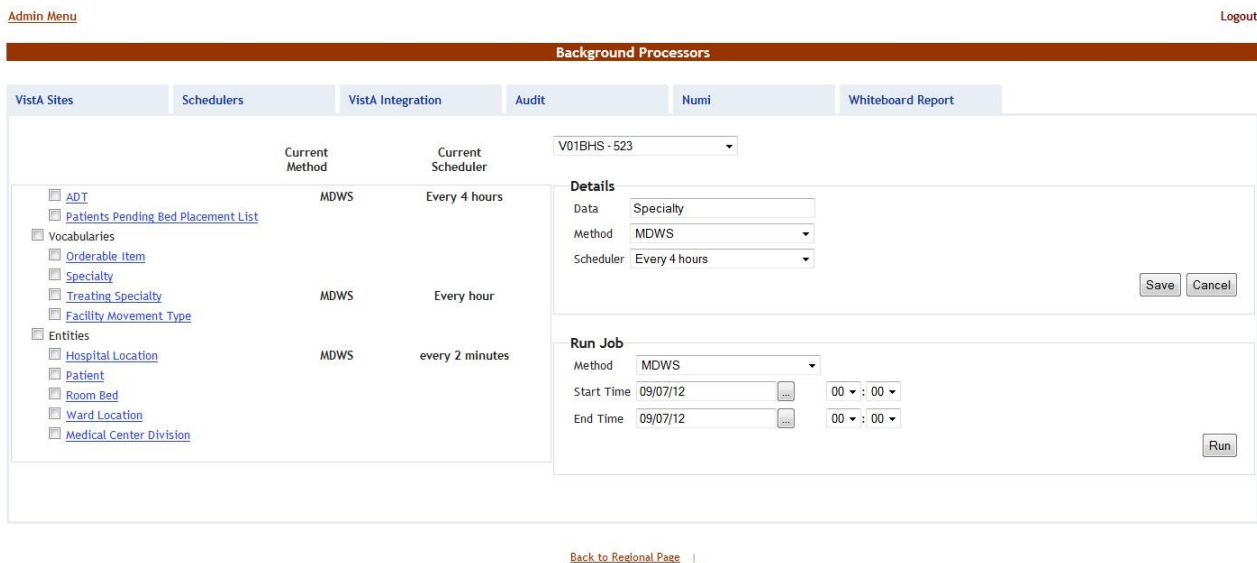 Admin Menu Logout
Background Processors
VistA Sites Schedulers VistA Integration Audit Numi Whiteboard Report
Current Method Current Scheduler
ADT MDWS Every 4 hours
Patients Pending Bed Placement List
Vocabularies
Orderable Item
Specialty
Treating Specialty MDWS Every hour
Facility Movement Type
Entities
Hospital Location MDWS every 2 minutes
Patient
Room Bed
Ward Location
Medical Center Division
V01BHS - 523
Details
Data Specialty
Method MDWS
Scheduler Every 4 hours
Save Cancel
Run Job
Method MDWS
Start Time 09/07/12 ... 00 : 00
End Time 09/07/12 ... 00 : 00
Run
Back to Regional Page |